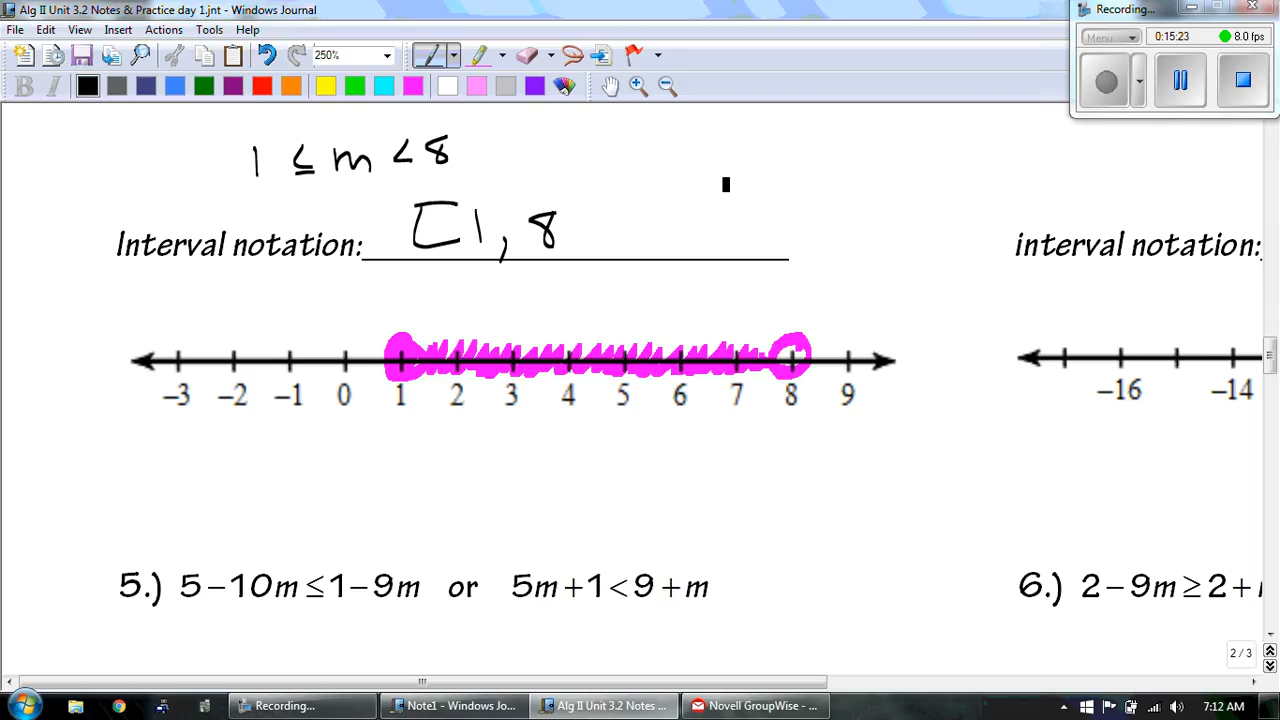 Alg II Unit 3.2 Notes & Practice day 1.jnt - Windows Journal
Recording...
File Edit View Insert Actions Tools Help
Menu 0:15:23 8.0 fps
250%
B I
1 ≤ m < 8
Interval notation: [1, 8
interval notation:
-3 -2 -1 0 1 2 3 4 5 6 7 8 9
-16 -14
5.) 5-10m≤1-9m or 5m+1<9+m
6.) 2-9m≥2+
2 / 3
Recording... Note1 - Windows Jo... Alg II Unit 3.2 Notes ... Novell GroupWise - ... 7:12 AM